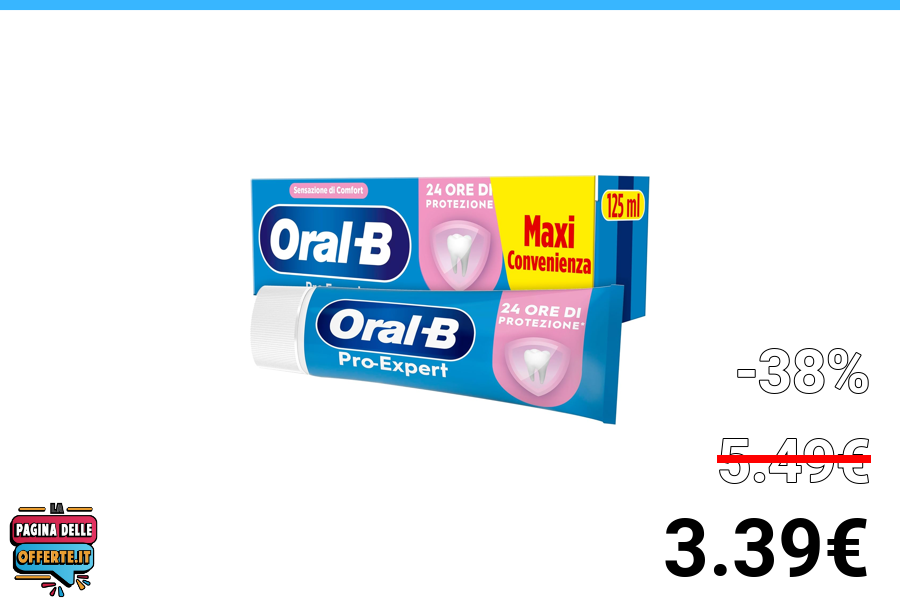 Sensazione di Comfort
24 ORE DI
PROTEZIONE
125 ml
Oral-B
Maxi
Convenienza
24 ORE DI
PROTEZIONE*
Oral-B
Pro-Expert
-38%
5.49€
3.39€
LA
PAGINA DELLE
OFFERTE.IT